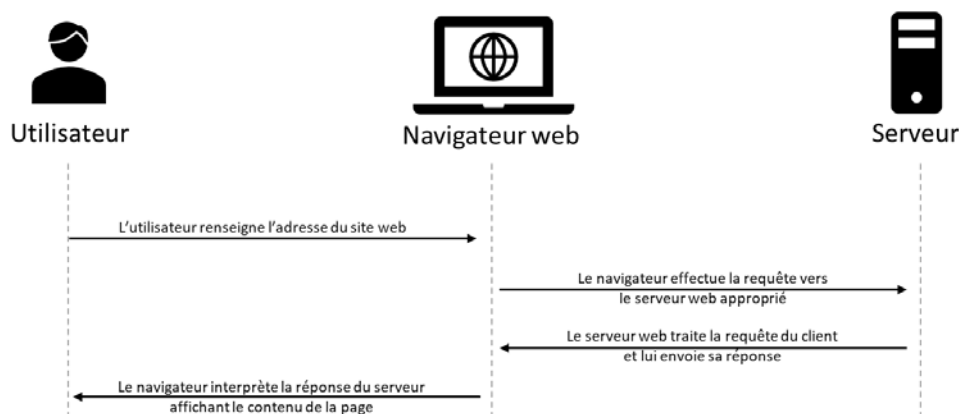 Utilisateur
Navigateur web
Serveur
L'utilisateur renseigne l'adresse du site web
Le navigateur effectue la requête vers
le serveur web approprié
Le serveur web traite la requête du client
et lui envoie sa réponse
Le navigateur interprète la réponse du serveur
affichant le contenu de la page